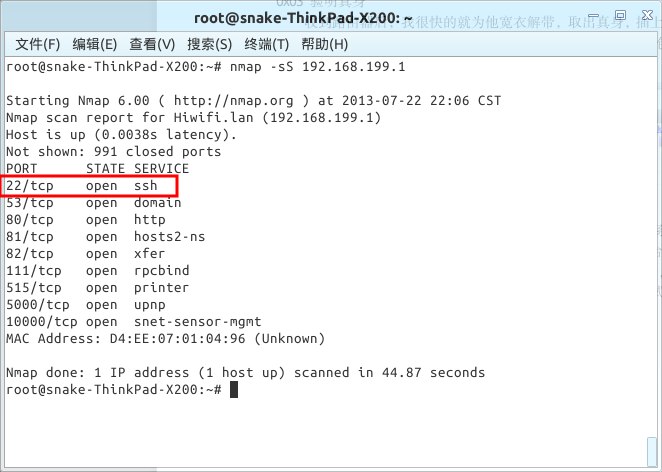 0x03 验明真身
root@snake-ThinkPad-X200: ~
文件(F) 编辑(E) 查看(V) 搜索(S) 终端(T) 帮助(H)
root@snake-ThinkPad-X200:~# nmap -sS 192.168.199.1
Starting Nmap 6.00 ( http://nmap.org ) at 2013-07-22 22:06 CST
Nmap scan report for Hiwifi.lan (192.168.199.1)
Host is up (0.0038s latency).
Not shown: 991 closed ports
PORT STATE SERVICE
22/tcp open ssh
53/tcp open domain
80/tcp open http
81/tcp open hosts2-ns
82/tcp open xfer
111/tcp open rpcbind
515/tcp open printer
5000/tcp open upnp
10000/tcp open snet-sensor-mgmt
MAC Address: D4:EE:07:01:04:96 (Unknown)
Nmap done: 1 IP address (1 host up) scanned in 44.87 seconds
root@snake-ThinkPad-X200:~#